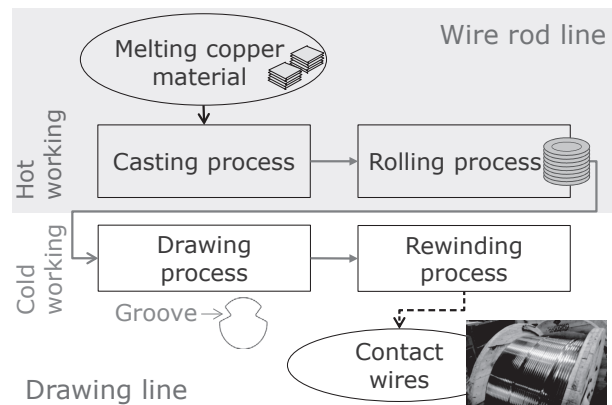 Wire rod line
Melting copper
material
Hot
working
Casting process
Rolling process
Cold
working
Drawing
process
Rewinding
process
Groove
Contact
wires
Drawing line